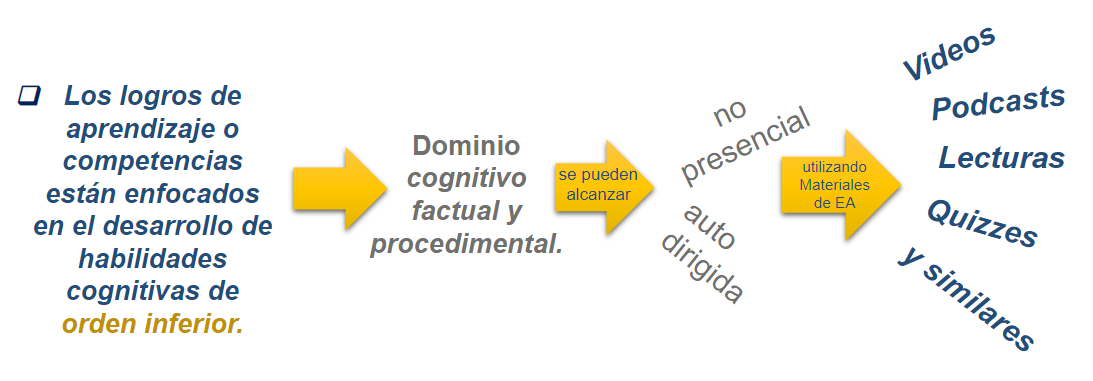 ❑ Los logros de
aprendizaje o
competencias
están enfocados
en el desarrollo de
habilidades
cognitivas de
orden inferior.
Dominio
cognitivo
factual y
procedimental.
se pueden
alcanzar
no
presencial
auto
dirigida
utilizando
Materiales
de EA
Videos
Podcasts
Lecturas
Quizzes
y similares